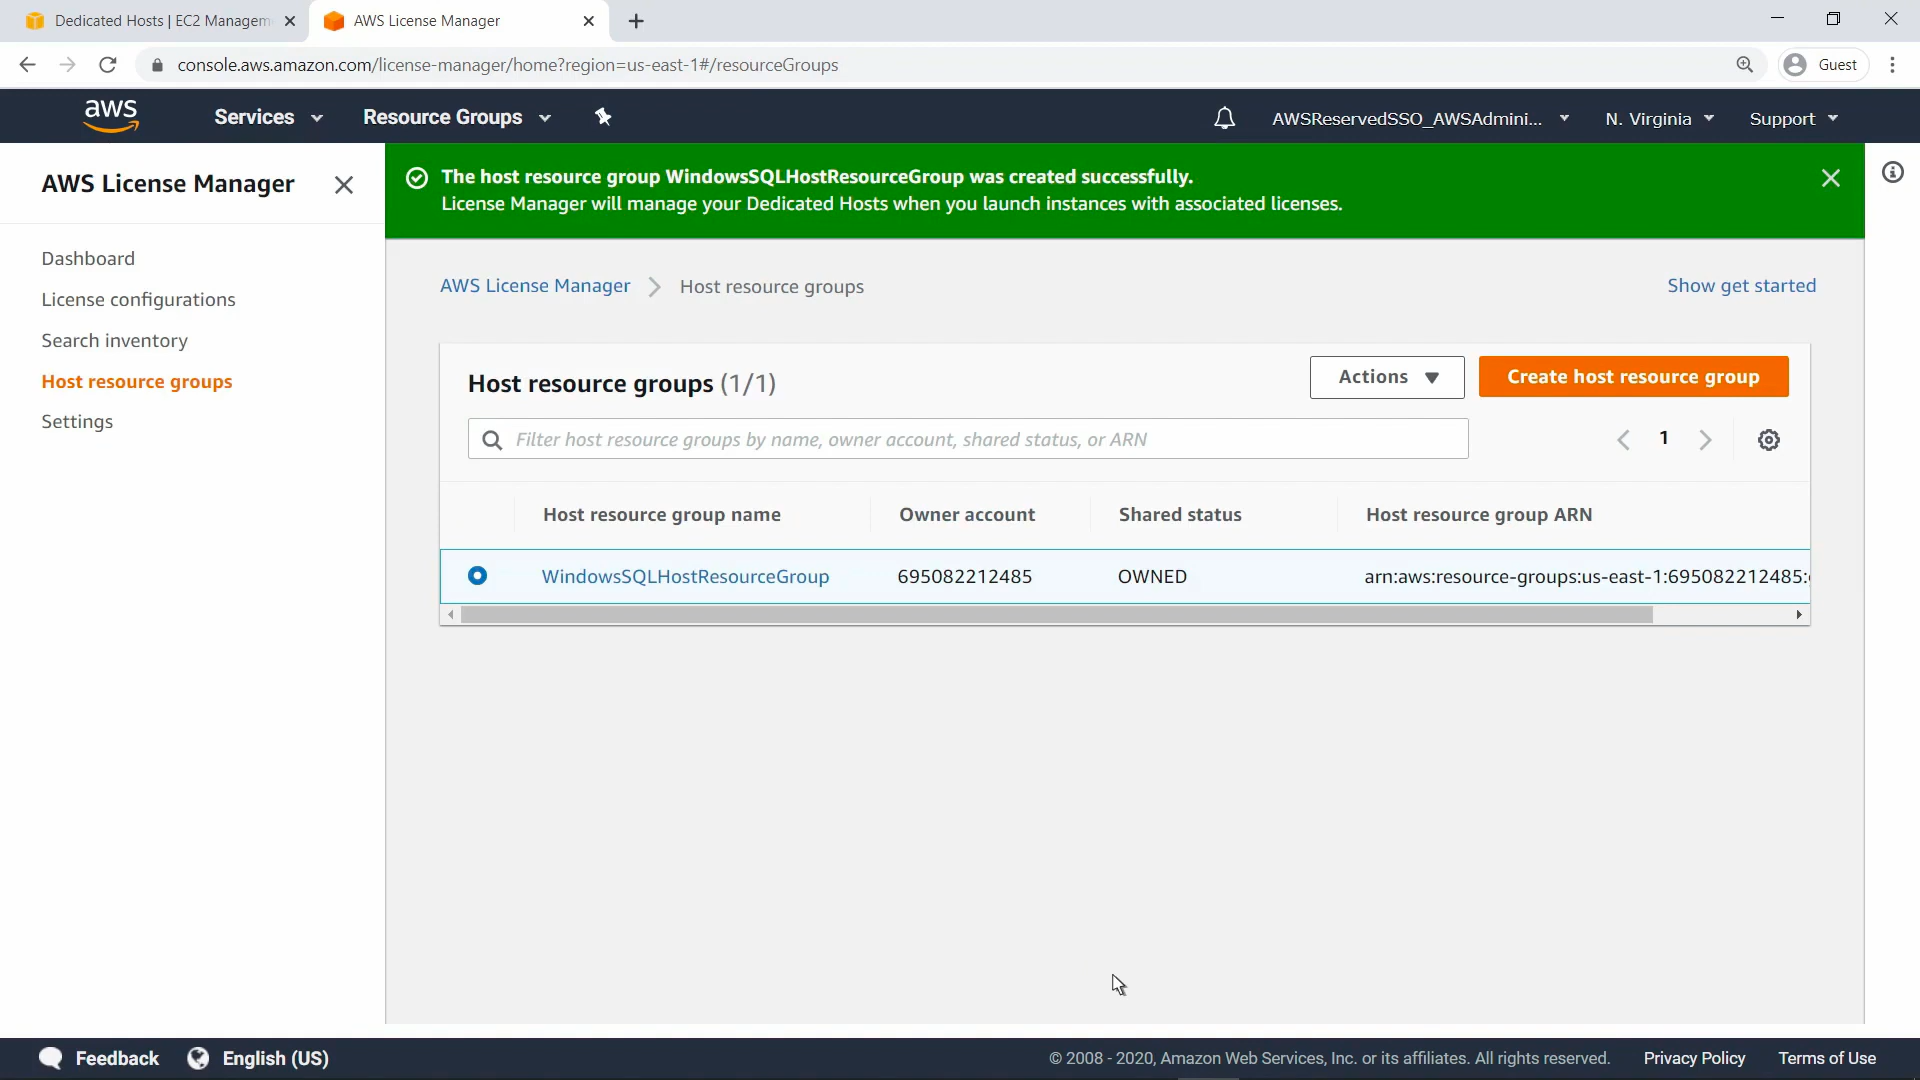 Dedicated Hosts | EC2 Managem
AWS License Manager
console.aws.amazon.com/license-manager/home?region=us-east-1#/resourceGroups
Guest
aws
Services
Resource Groups
AWSReservedSSO_AWSAdmini...
N. Virginia
Support
AWS License Manager
Dashboard
License configurations
Search inventory
Host resource groups
Settings
The host resource group WindowsSQLHostResourceGroup was created successfully.
License Manager will manage your Dedicated Hosts when you launch instances with associated licenses.
AWS License Manager
Host resource groups
Show get started
Host resource groups (1/1)
Actions
Create host resource group
Filter host resource groups by name, owner account, shared status, or ARN
1
Host resource group name
Owner account
Shared status
Host resource group ARN
WindowsSQLHostResourceGroup
695082212485
OWNED
arn:aws:resource-groups:us-east-1:695082212485:
Feedback
English (US)
© 2008 - 2020, Amazon Web Services, Inc. or its affiliates. All rights reserved.
Privacy Policy
Terms of Use